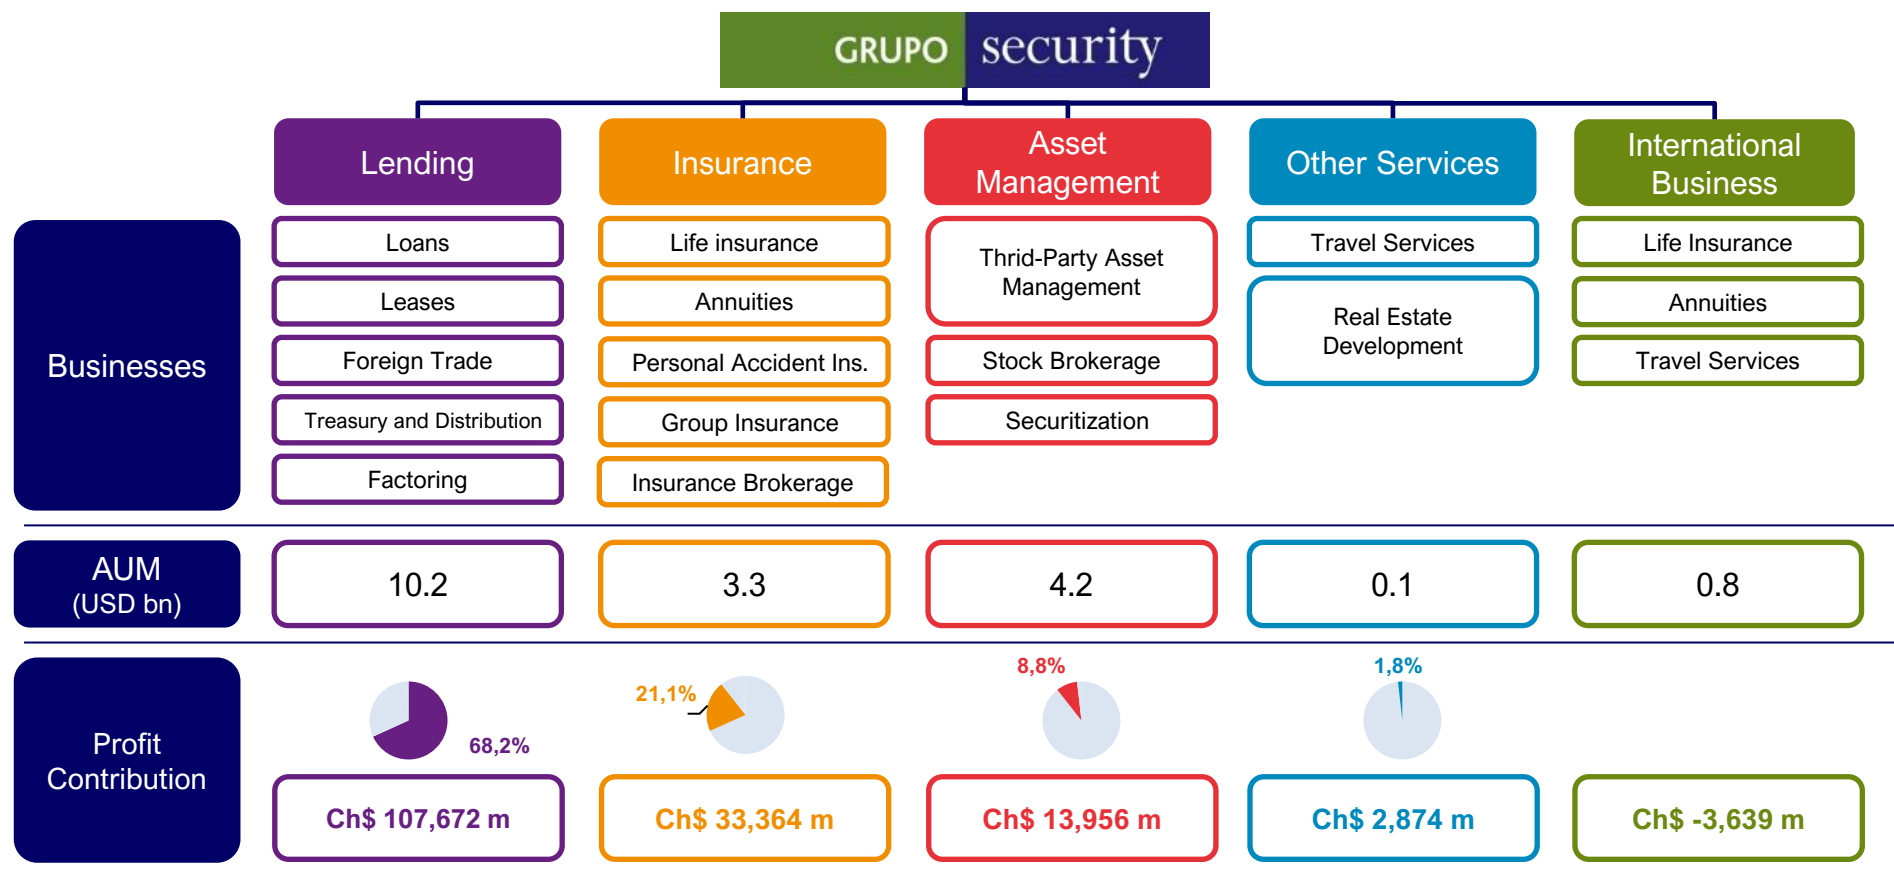 GRUPO security
Lending
Insurance
Asset
Management
Other Services
International
Business
Businesses
Loans
Leases
Foreign Trade
Treasury and Distribution
Factoring
Life insurance
Annuities
Personal Accident Ins.
Group Insurance
Insurance Brokerage
Thrid-Party Asset
Management
Stock Brokerage
Securitization
Travel Services
Real Estate
Development
Life Insurance
Annuities
Travel Services
AUM
(USD bn)
10.2
3.3
4.2
0.1
0.8
Profit
Contribution
68,2%
21,1%
8,8%
1,8%
Ch$ 107,672 m
Ch$ 33,364 m
Ch$ 13,956 m
Ch$ 2,874 m
Ch$ -3,639 m